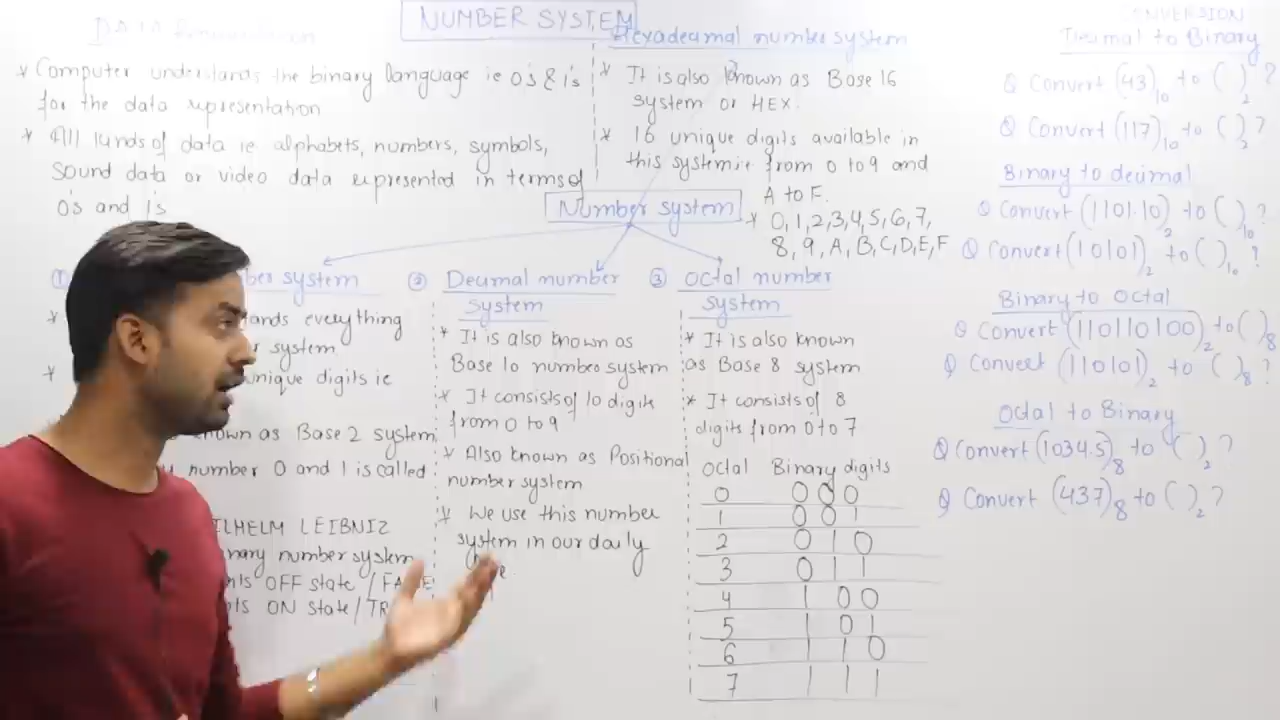 NUMBER SYSTEM
DATA Representation
* Computer understands the binary language ie 0's & 1's
for the data representation
* All kinds of data ie alphabets, numbers, symbols,
sound data or video data represented in terms of
0's and 1's
Hexadecimal number system
* It is also known as Base 16
system or HEX.
* 16 unique digits available in
this system ie from 0 to 9 and
A to F.
* 0,1,2,3,4,5,6,7,
8,9,A,B,C,D,E,F
Number system
①
ber system
*
ands everything
system
*
unique digits ie
known as Base 2 system
number 0 and 1 is called
ILHELM LEIBNIZ
nary number system
nts OFF state /
nts ON state/TR
② Decimal number
system
* It is also known as
Base 10 number system
* It consists of 10 digits
from 0 to 9
* Also known as Positional
number system
* We use this number
system in our daily
③ Octal number
system
* It is also known
as Base 8 system
* It consists of 8
digits from 0 to 7
Octal Binary digits
0 0 0 0
1 0 0 1
2 0 1 0
3 0 1 1
4 1 0 0
5 1 0 1
6 1 1 0
7 1 1 1
CONVERSION
Decimal to Binary
Q Convert (43)₁₀ to ( )₂ ?
Q Convert (117)₁₀ to ( )₂ ?
Binary to decimal
Q Convert (1101.10)₂ to ( )₁₀ ?
Q Convert (10101)₂ to ( )₁₀ ?
Binary to Octal
Q Convert (110110100)₂ to ( )₈
Q Convert (110101)₂ to ( )₈ ?
Octal to Binary
Q Convert (1034.5)₈ to ( )₂ ?
Q Convert (437)₈ to ( )₂ ?